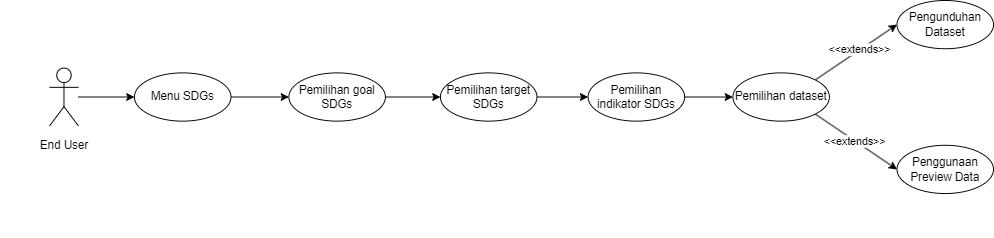 End User
Menu SDGs
Pemilihan goal
SDGs
Pemilihan target
SDGs
Pemilihan
indikator SDGs
Pemilihan dataset
<<extends>>
Pengunduhan
Dataset
<<extends>>
Penggunaan
Preview Data